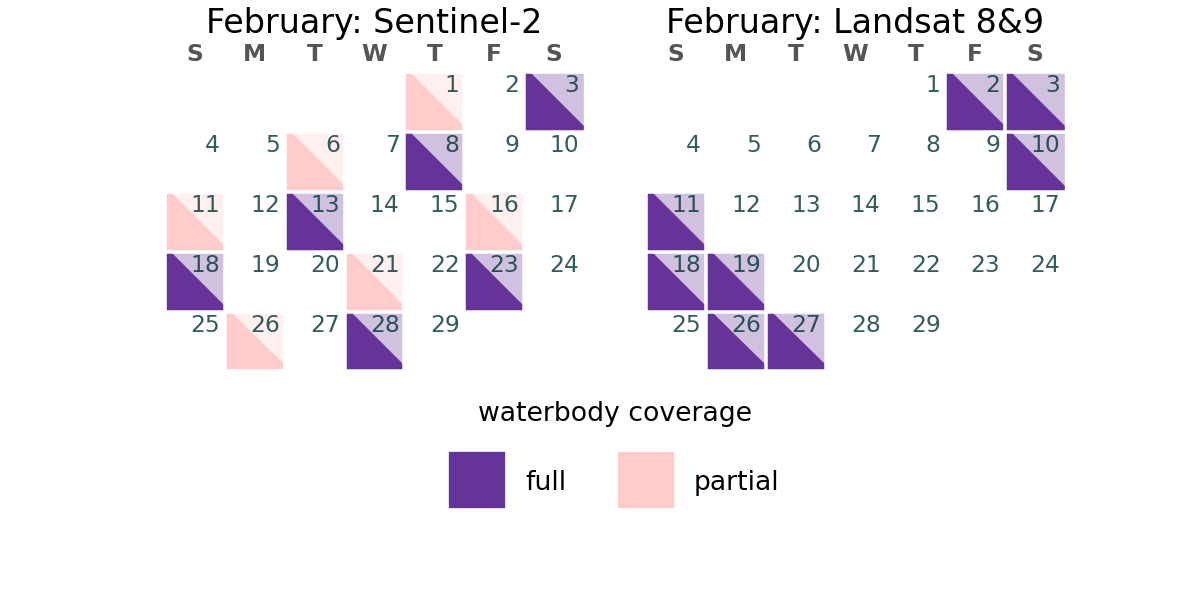 February: Sentinel-2
S M T W T F S
1 2 3
4 5 6 7 8 9 10
11 12 13 14 15 16 17
18 19 20 21 22 23 24
25 26 27 28 29
February: Landsat 8&9
S M T W T F S
1 2 3
4 5 6 7 8 9 10
11 12 13 14 15 16 17
18 19 20 21 22 23 24
25 26 27 28 29
waterbody coverage
full partial